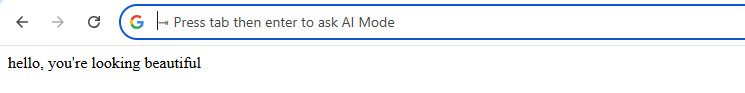 Press tab then enter to ask AI Mode
hello, you're looking beautiful